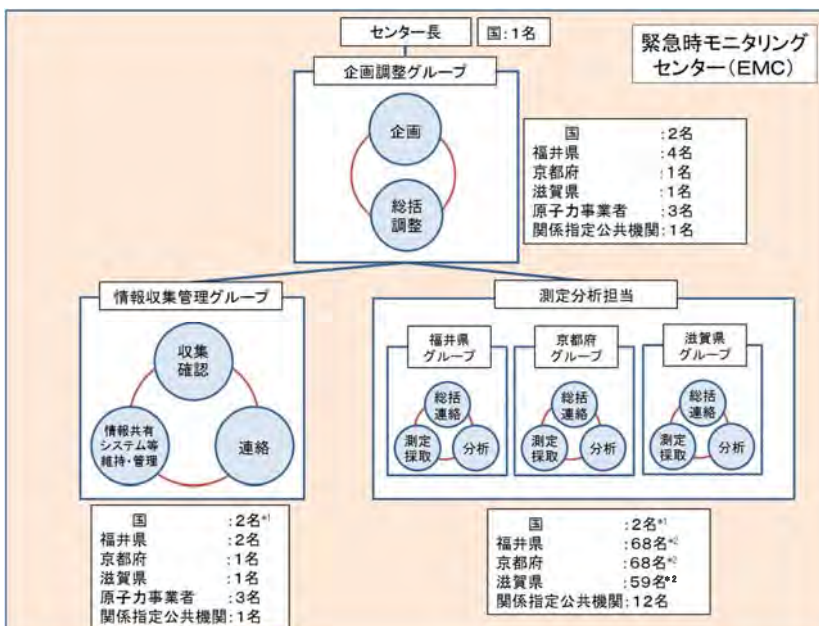 センター長
国:1名
緊急時モニタリング
センター(EMC)
企画調整グループ
企画
総括
調整
国 :2名
福井県 :4名
京都府 :1名
滋賀県 :1名
原子力事業者 :3名
関係指定公共機関:1名
情報収集管理グループ
収集
確認
情報共有
システム等
維持・管理
連絡
国 :2名*1
福井県 :2名
京都府 :1名
滋賀県 :1名
原子力事業者 :3名
関係指定公共機関:1名
測定分析担当
福井県
グループ
総括
連絡
測定
採取
分析
京都府
グループ
総括
連絡
測定
採取
分析
滋賀県
グループ
総括
連絡
測定
採取
分析
国 :2名*1
福井県 :68名*2
京都府 :68名*2
滋賀県 :59名*2
関係指定公共機関:12名